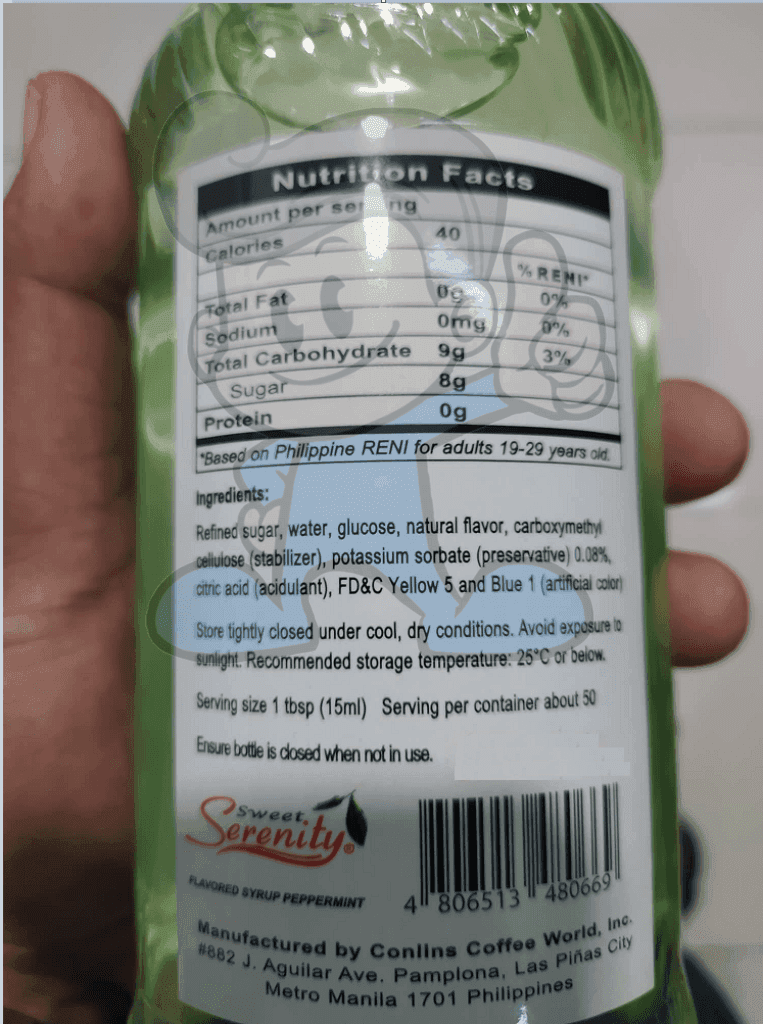 Nutrition Facts
Amount per serving
Calories 40
% RENI*
Total Fat 0g 0%
Sodium 0mg 0%
Total Carbohydrate 9g 3%
Sugar 8g
Protein 0g
*Based on Philippine RENI for adults 19-29 years old.
Ingredients:
Refined sugar, water, glucose, natural flavor, carboxymethyl
cellulose (stabilizer), potassium sorbate (preservative) 0.08%,
citric acid (acidulant), FD&C Yellow 5 and Blue 1 (artificial color)
Store tightly closed under cool, dry conditions. Avoid exposure to
sunlight. Recommended storage temperature: 25°C or below.
Serving size 1 tbsp (15ml) Serving per container about 50
Ensure bottle is closed when not in use.
Sweet
Serenity®
FLAVORED SYRUP PEPPERMINT
4 806513 480669
Manufactured by Conlins Coffee World, Inc.
#882 J. Aguilar Ave. Pamplona, Las Piñas City
Metro Manila 1701 Philippines